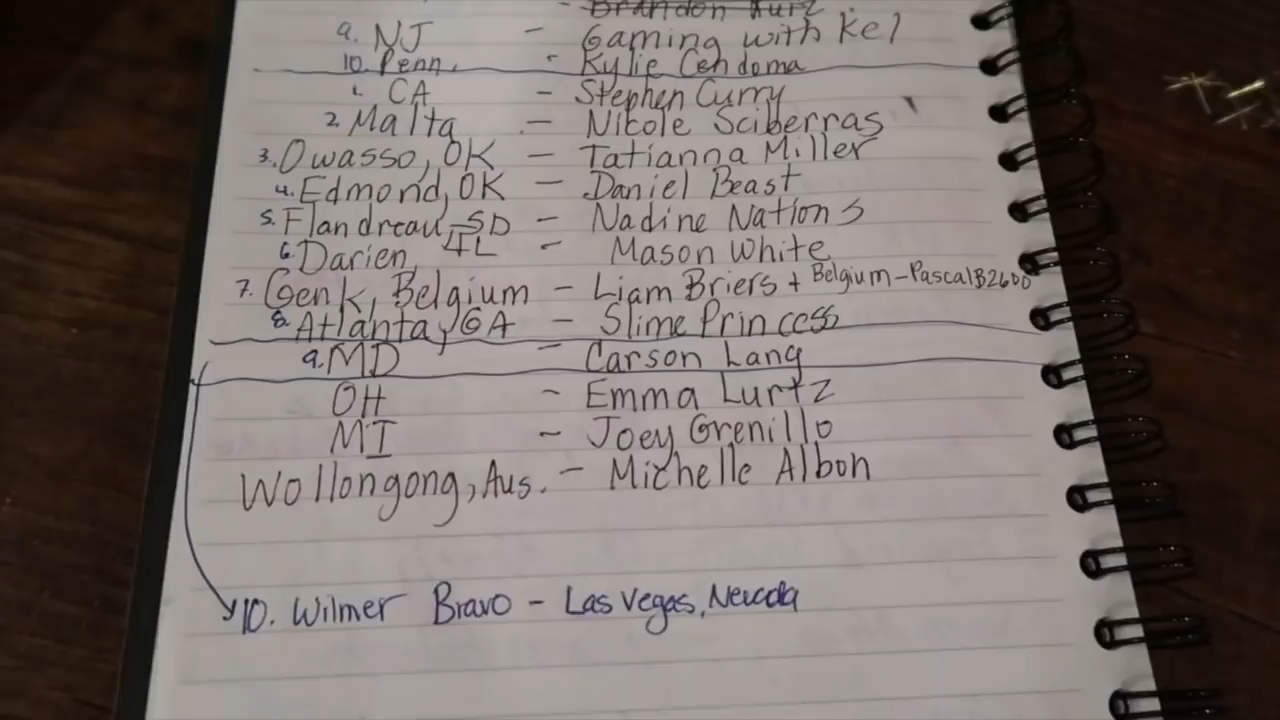 - Brandon Kurtz
9. NJ - Gaming with Kel
10. Penn. - Kylie Cendoma
1. CA - Stephen Curry
2. Malta - Nicole Sciberras
3. Owasso, OK - Tatianna Miller
4. Edmond, OK - Daniel Beast
5. Flandreau, SD - Nadine Nations
6. Darien, IL - Mason White
7. Genk, Belgium - Liam Briers + Belgium - PascalB2600
8. Atlanta, GA - Slime Princess
9. MD - Carson Lang
OH - Emma Lurtz
MI - Joey Grenillo
Wollongong, Aus. - Michelle Albon
10. Wilmer Bravo - Las Vegas, Nevada